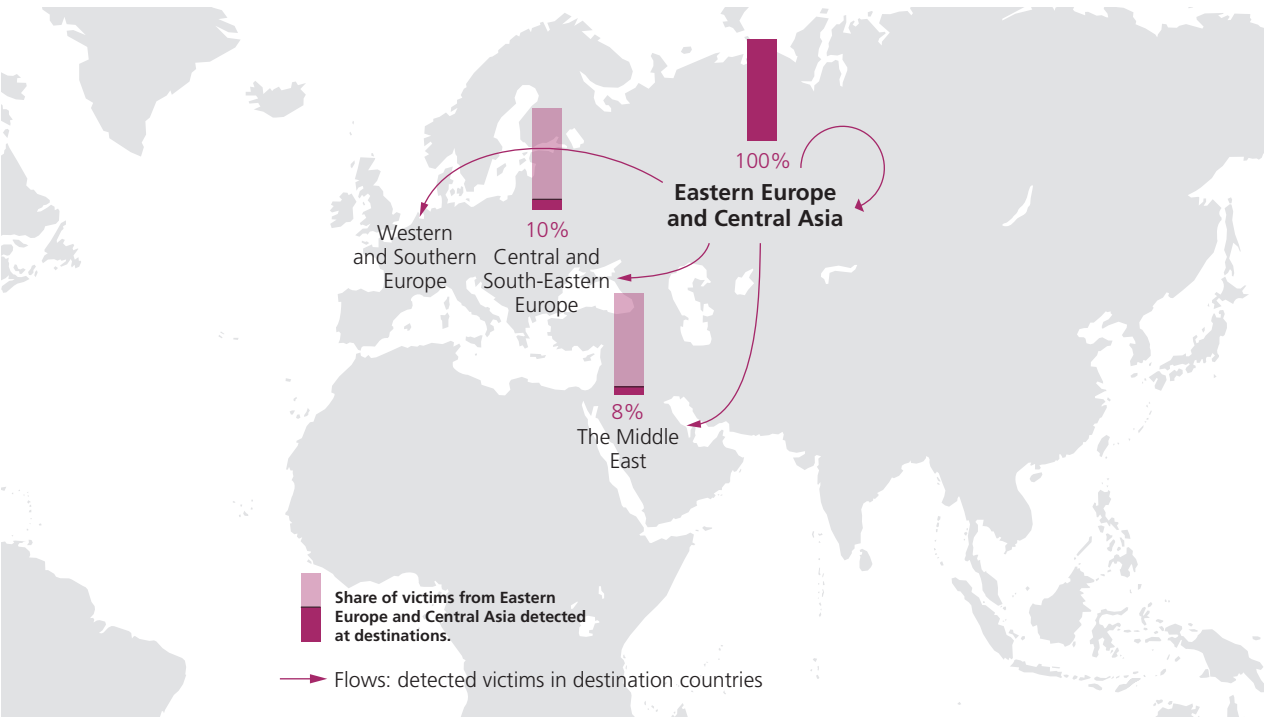 100%
Eastern Europe
and Central Asia
Western
and Southern
Europe
10%
Central and
South-Eastern
Europe
8%
The Middle
East
Share of victims from Eastern
Europe and Central Asia detected
at destinations.
Flows: detected victims in destination countries